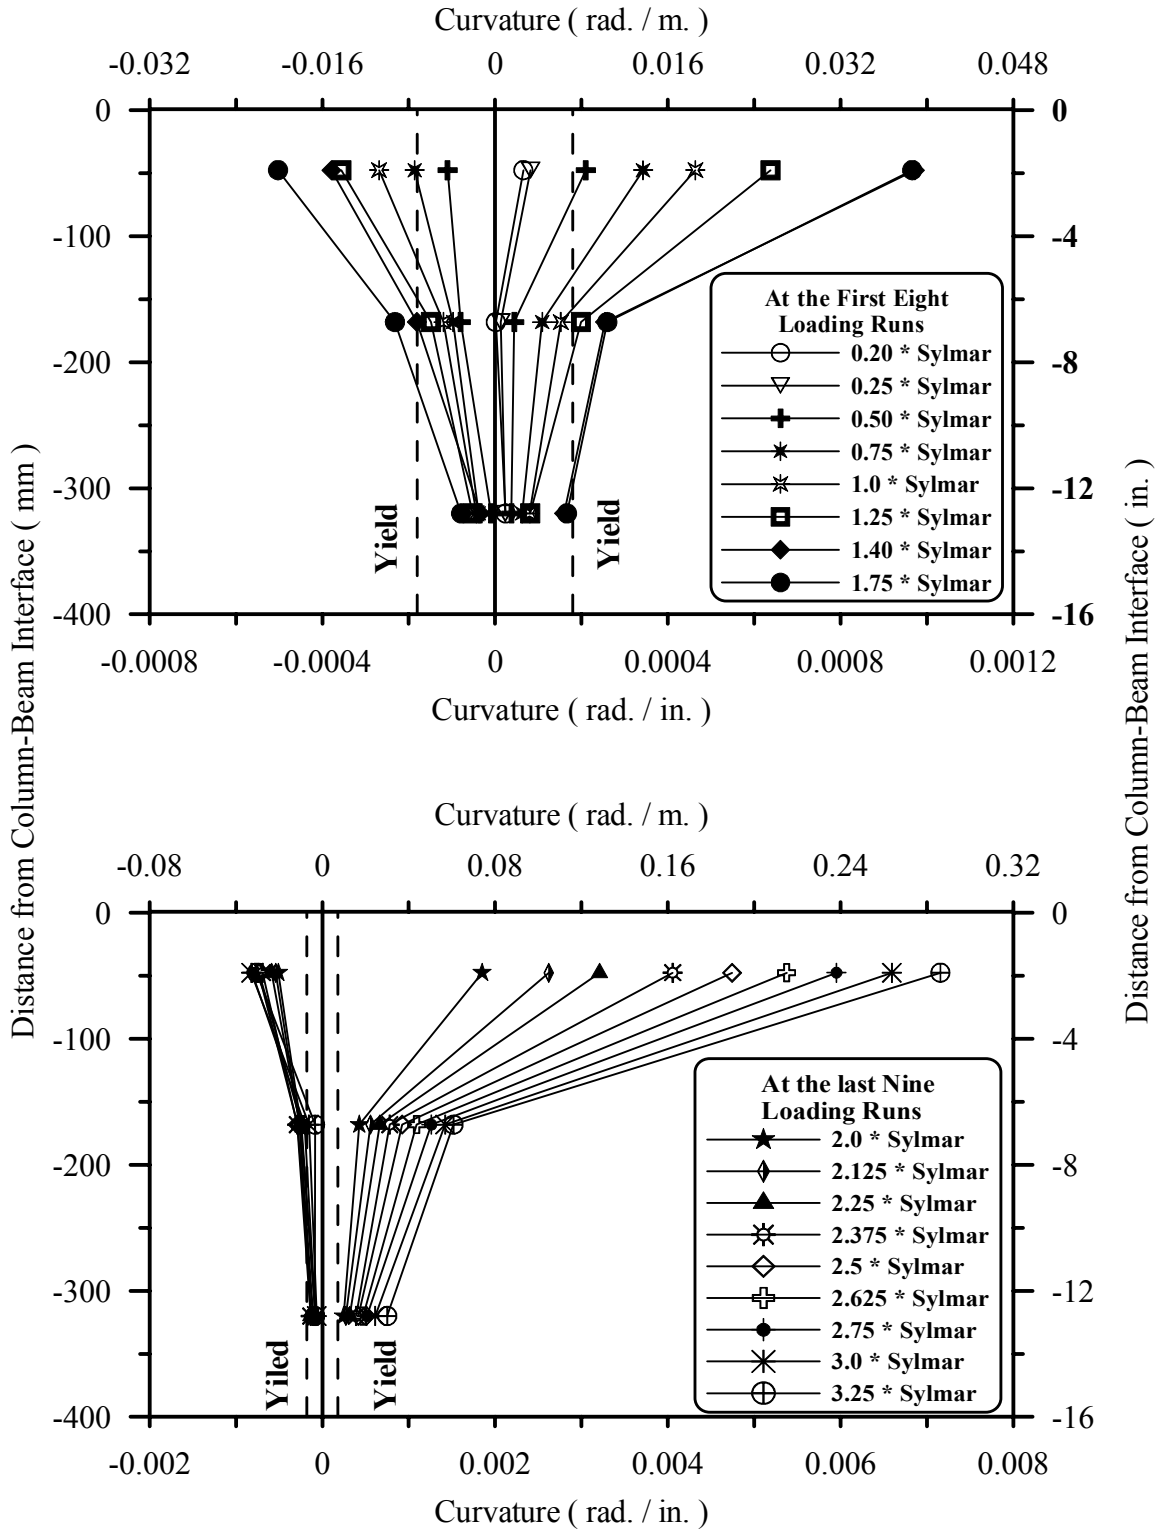 Curvature ( rad. / m. )
-0.032 -0.016 0 0.016 0.032 0.048
0 0
-100 -4
At the First Eight
Loading Runs
0.20 * Sylmar
-200 -8
0.25 * Sylmar
0.50 * Sylmar
0.75 * Sylmar
1.0 * Sylmar
-300 -12
1.25 * Sylmar
Yield Yield
1.40 * Sylmar
1.75 * Sylmar
-400 -16
-0.0008 -0.0004 0 0.0004 0.0008 0.0012
Curvature ( rad. / in. )
Distance from Column-Beam Interface ( mm )
Distance from Column-Beam Interface ( in. )
Curvature ( rad. / m. )
-0.08 0 0.08 0.16 0.24 0.32
0 0
-100 -4
At the last Nine
Loading Runs
2.0 * Sylmar
-200 -8
2.125 * Sylmar
2.25 * Sylmar
2.375 * Sylmar
2.5 * Sylmar
-300 -12
2.625 * Sylmar
2.75 * Sylmar
Yiled Yield
3.0 * Sylmar
3.25 * Sylmar
-400 -16
-0.002 0 0.002 0.004 0.006 0.008
Curvature ( rad. / in. )